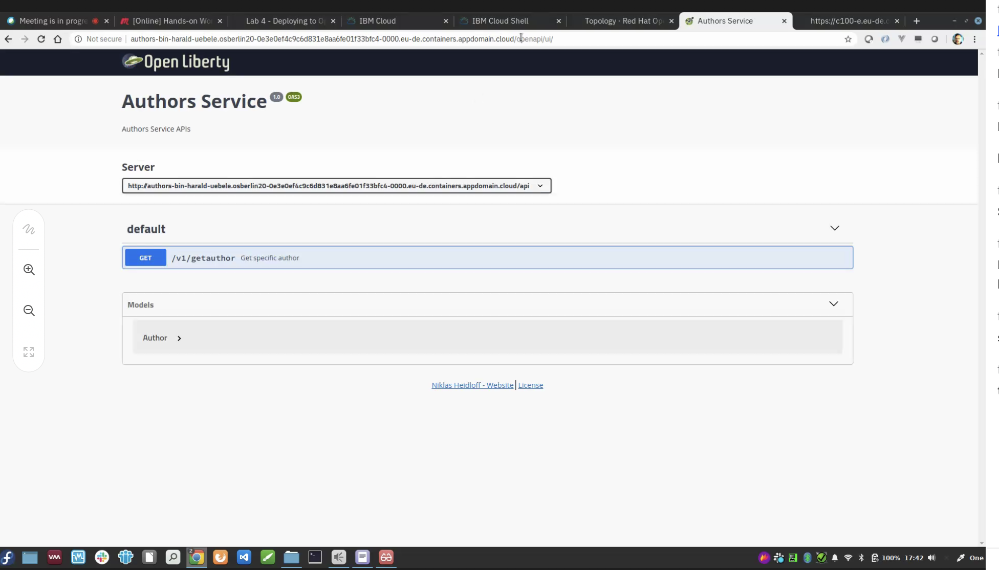 Meeting is in progre
[Online] Hands-on Wo
Lab 4 - Deploying to O
IBM Cloud
IBM Cloud Shell
Topology · Red Hat Op
Authors Service
https://c100-e.eu-de.c
Not secure
authors-bin-harald-uebele.osberlin20-0e3e0ef4c9c6d831e8aa6fe01f33bfc4-0000.eu-de.containers.appdomain.cloud/openapi/ui/
Open Liberty
Authors Service 1.0 OAS3
Authors Service APIs
Server
http://authors-bin-harald-uebele.osberlin20-0e3e0ef4c9c6d831e8aa6fe01f33bfc4-0000.eu-de.containers.appdomain.cloud/api
default
GET /v1/getauthor Get specific author
Models
Author
Niklas Heidloff - Website License
2
100% 17:42 One